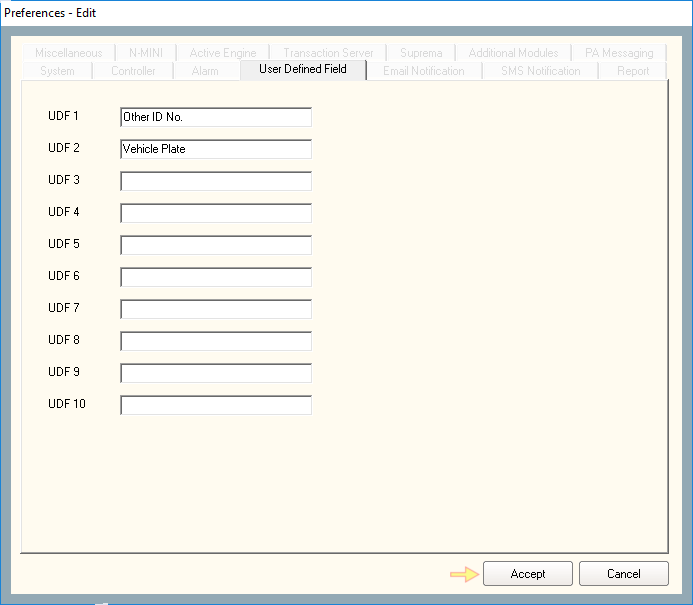 Preferences - Edit
Miscellaneous N-MINI Active Engine Transaction Server Suprema Additional Modules PA Messaging
System Controller Alarm User Defined Field Email Notification SMS Notification Report
UDF 1 Other ID No.
UDF 2 Vehicle Plate
UDF 3
UDF 4
UDF 5
UDF 6
UDF 7
UDF 8
UDF 9
UDF 10
Accept Cancel